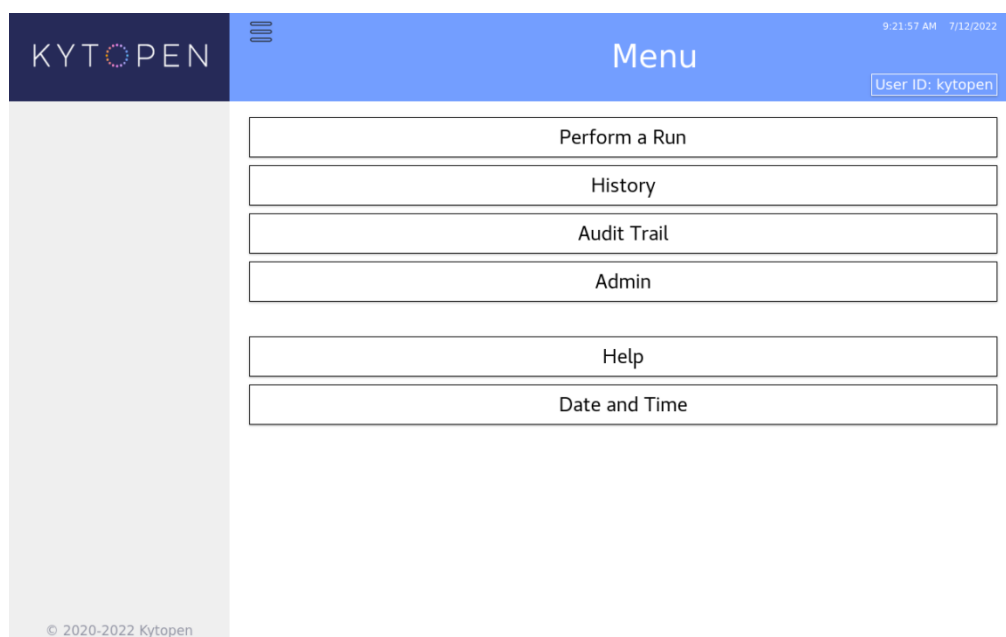 KYTOPEN
9:21:57 AM 7/12/2022
Menu
User ID: kytopen
Perform a Run
History
Audit Trail
Admin
Help
Date and Time
© 2020-2022 Kytopen